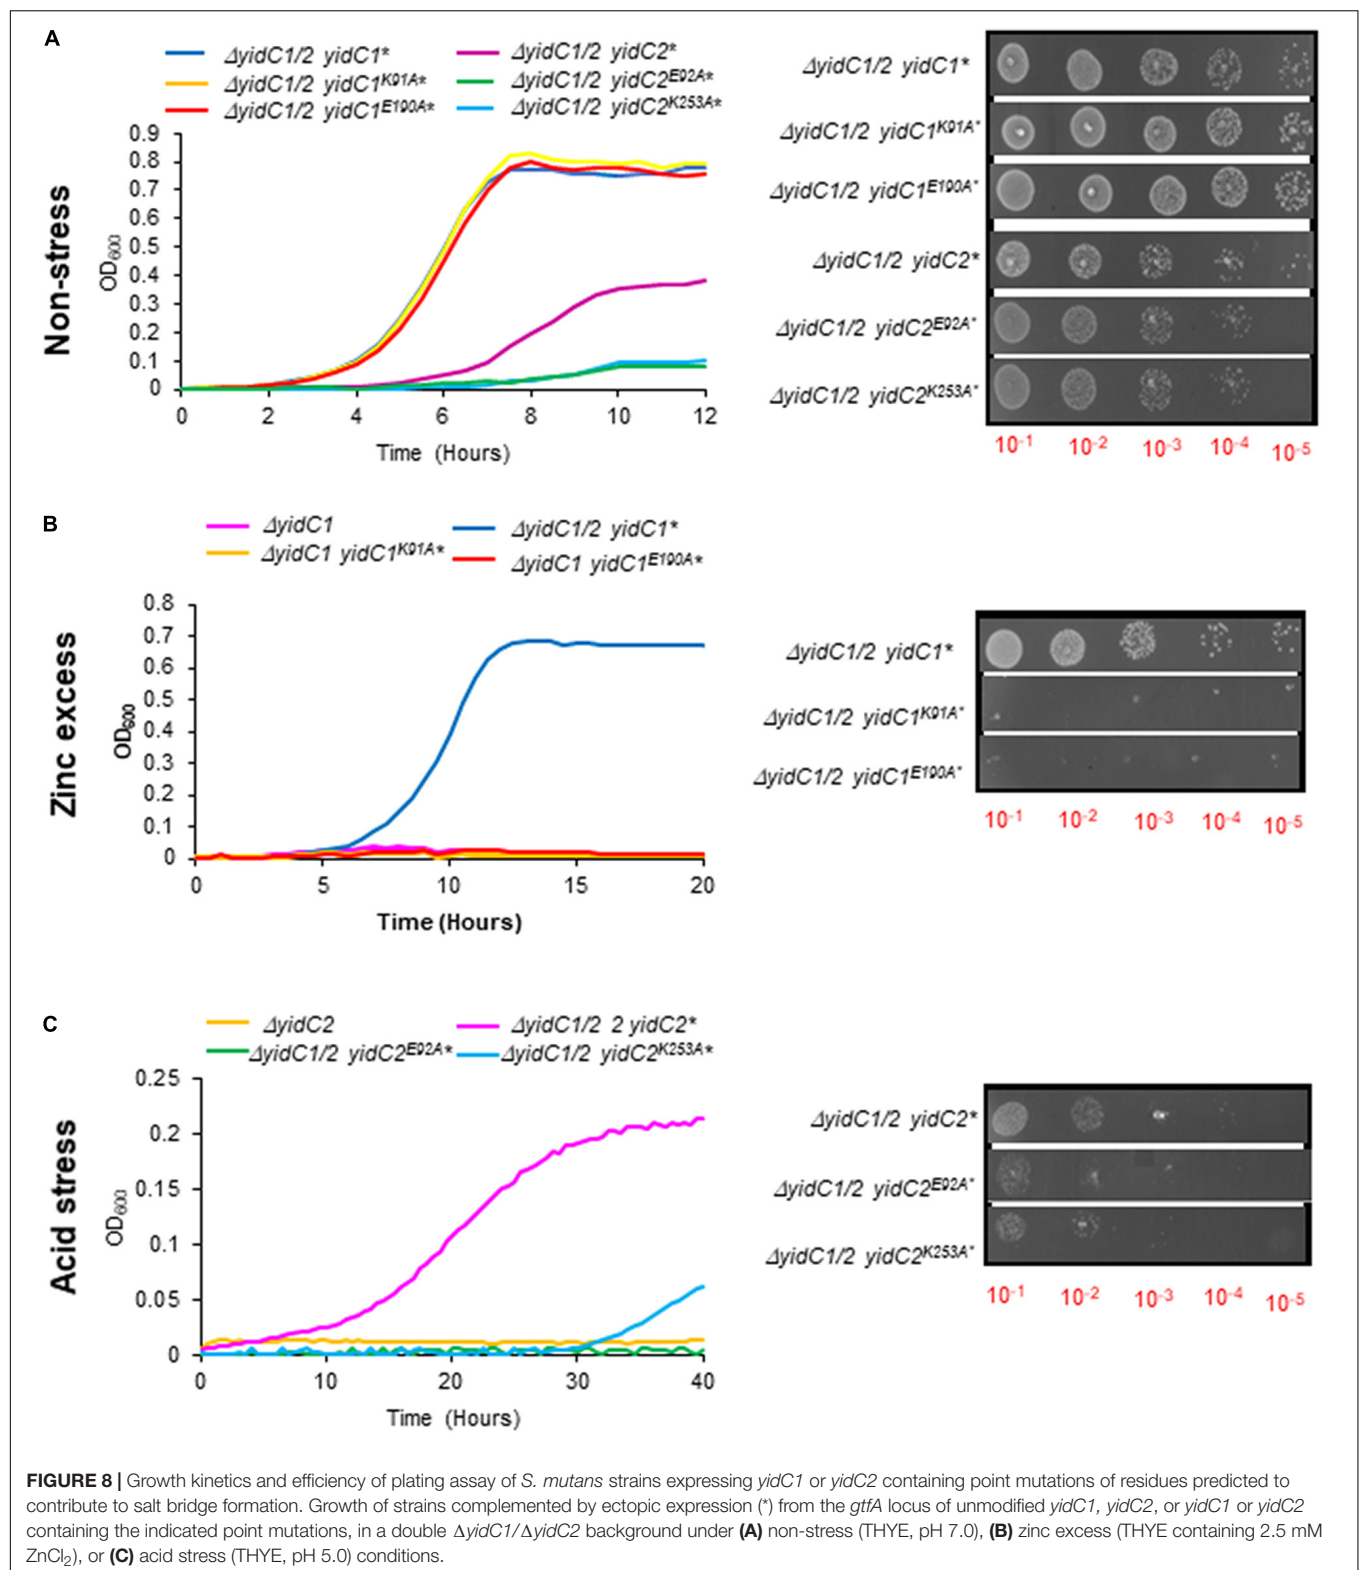 A
ΔyidC1/2 yidC1*
ΔyidC1/2 yidC1K91A*
ΔyidC1/2 yidC1E190A*
ΔyidC1/2 yidC2*
ΔyidC1/2 yidC2E92A*
ΔyidC1/2 yidC2K253A*
Non-stress
OD600
0.9
0.8
0.7
0.6
0.5
0.4
0.3
0.2
0.1
0
0 2 4 6 8 10 12
Time (Hours)
ΔyidC1/2 yidC1*
ΔyidC1/2 yidC1K91A*
ΔyidC1/2 yidC1E190A*
ΔyidC1/2 yidC2*
ΔyidC1/2 yidC2E92A*
ΔyidC1/2 yidC2K253A*
10-1 10-2 10-3 10-4 10-5
B
ΔyidC1
ΔyidC1 yidC1K91A*
ΔyidC1/2 yidC1*
ΔyidC1 yidC1E190A*
Zinc excess
OD600
0.8
0.7
0.6
0.5
0.4
0.3
0.2
0.1
0
0 5 10 15 20
Time (Hours)
ΔyidC1/2 yidC1*
ΔyidC1/2 yidC1K91A*
ΔyidC1/2 yidC1E190A*
10-1 10-2 10-3 10-4 10-5
C
ΔyidC2
ΔyidC1/2 yidC2E92A*
ΔyidC1/2 2 yidC2*
ΔyidC1/2 yidC2K253A*
Acid stress
OD600
0.25
0.2
0.15
0.1
0.05
0
0 10 20 30 40
Time (Hours)
ΔyidC1/2 yidC2*
ΔyidC1/2 yidC2E92A*
ΔyidC1/2 yidC2K253A*
10-1 10-2 10-3 10-4 10-5
FIGURE 8 | Growth kinetics and efficiency of plating assay of S. mutans strains expressing yidC1 or yidC2 containing point mutations of residues predicted to
contribute to salt bridge formation. Growth of strains complemented by ectopic expression (*) from the gtfA locus of unmodified yidC1, yidC2, or yidC1 or yidC2
containing the indicated point mutations, in a double ΔyidC1/ΔyidC2 background under (A) non-stress (THYE, pH 7.0), (B) zinc excess (THYE containing 2.5 mM
ZnCl2), or (C) acid stress (THYE, pH 5.0) conditions.